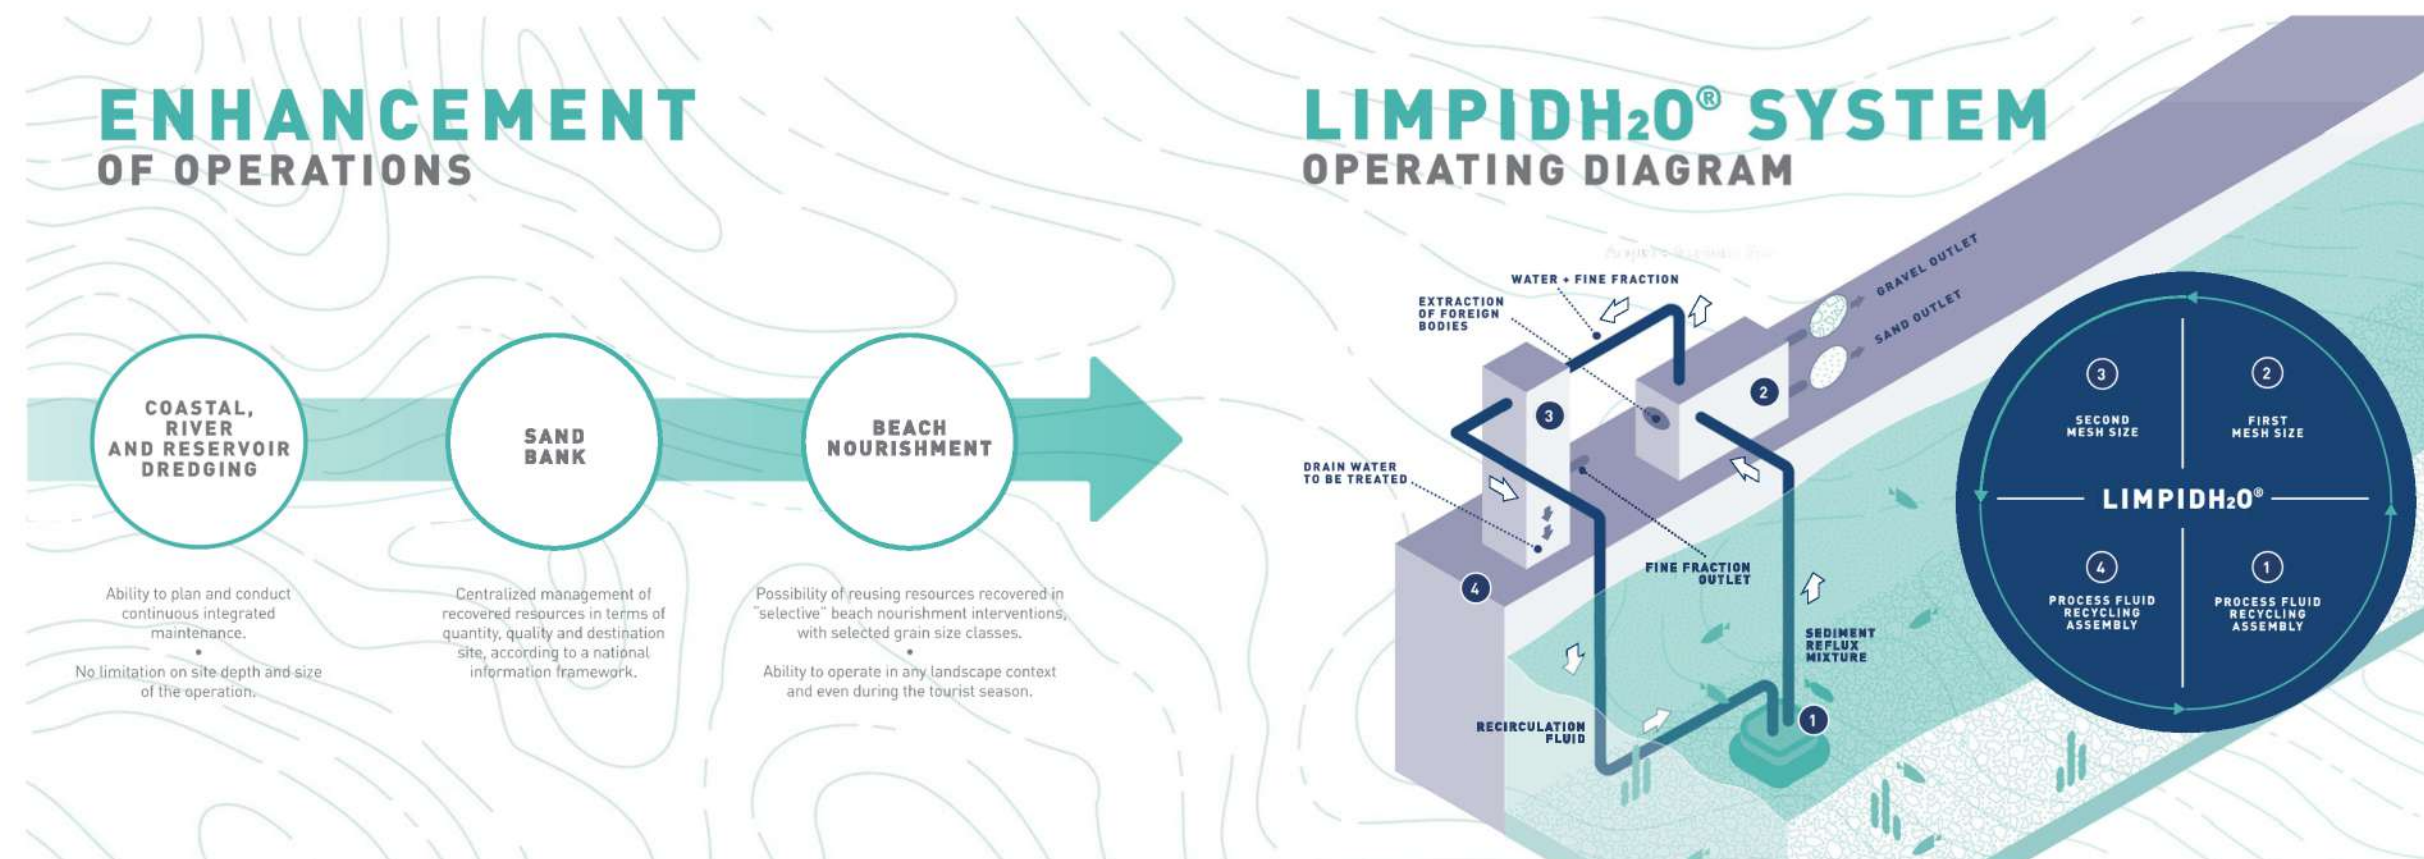 ENHANCEMENT
OF OPERATIONS
COASTAL,
RIVER
AND RESERVOIR
DREDGING
Ability to plan and conduct
continuous integrated
maintenance.
•
No limitation on site depth and size
of the operation.
SAND
BANK
Centralized management of
recovered resources in terms of
quantity, quality and destination
site, according to a national
information framework.
BEACH
NOURISHMENT
Possibility of reusing resources recovered in
"selective" beach nourishment interventions,
with selected grain size classes.
•
Ability to operate in any landscape context
and even during the tourist season.
LIMPIDH₂O® SYSTEM
OPERATING DIAGRAM
WATER + FINE FRACTION
EXTRACTION
OF FOREIGN
BODIES
GRAVEL OUTLET
SAND OUTLET
2
3
DRAIN WATER
TO BE TREATED
FINE FRACTION
OUTLET
4
SEDIMENT
REFLUX
MIXTURE
1
RECIRCULATION
FLUID
3
SECOND
MESH SIZE
2
FIRST
MESH SIZE
LIMPIDH₂O®
4
PROCESS FLUID
RECYCLING
ASSEMBLY
1
PROCESS FLUID
RECYCLING
ASSEMBLY